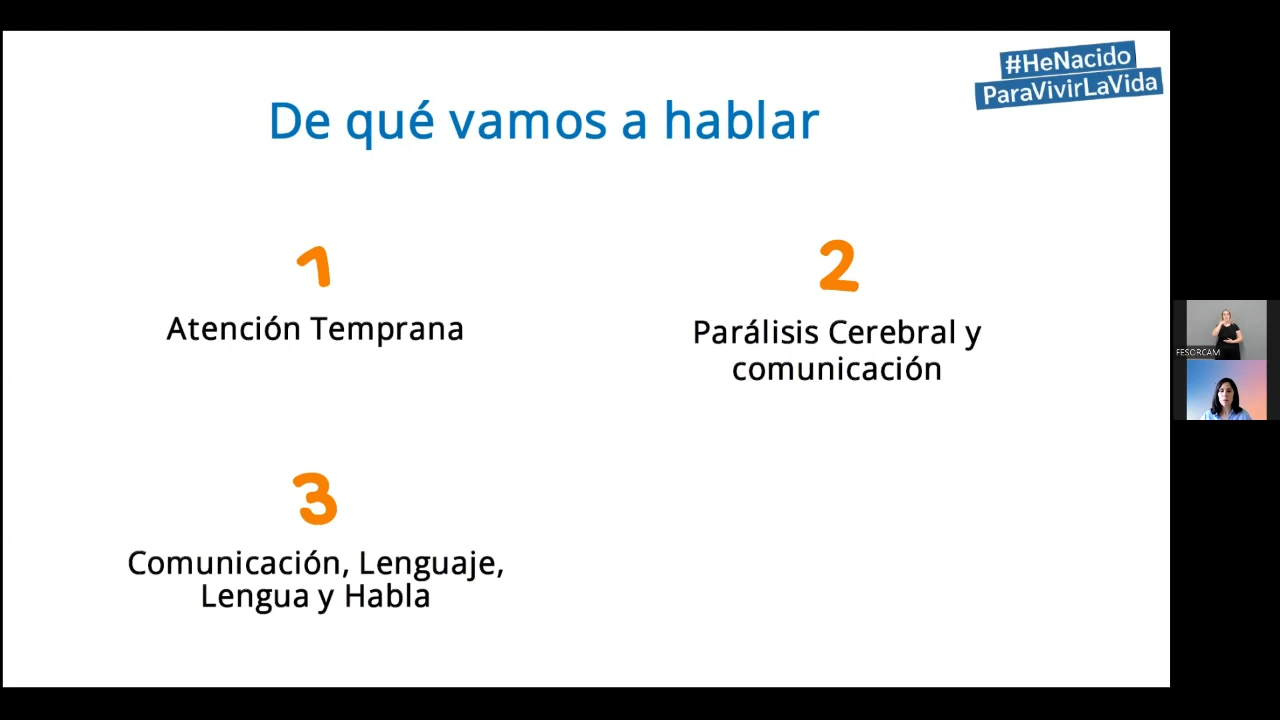 #HeNacido
ParaVivirLaVida
De qué vamos a hablar
1
Atención Temprana
2
Parálisis Cerebral y
comunicación
3
Comunicación, Lenguaje,
Lengua y Habla
FESORCAM